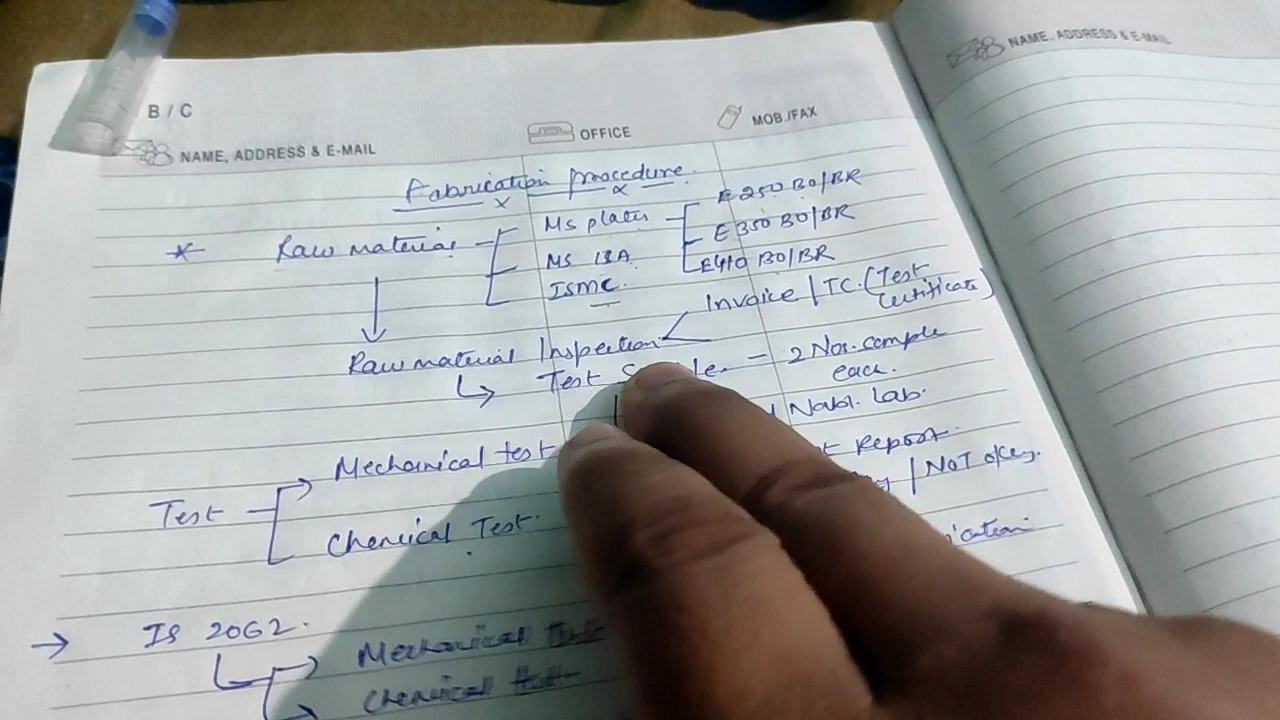 B / C
NAME, ADDRESS & E-MAIL OFFICE MOB./FAX
NAME, ADDRESS & E-MAIL
Fabrication procedure.
Raw material MS plates E250 BO/BR
E350 BO/BR
MS ISA E410 BO/BR
ISMC.
Invoice / TC. (Test Certificate)
Raw material Inspection
Test - 2 Nos. sample each.
Nabl. Lab.
Mechanical test Report.
Test / NOT okey.
Chemical Test.
IS 2062.
Mechanical test
Chemical test